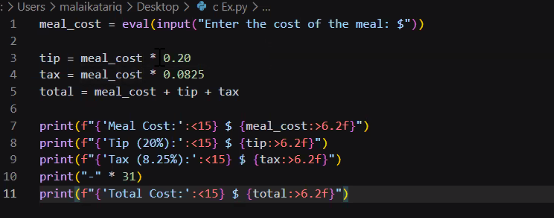 : > Users > malaikatariq > Desktop > c Ex.py > ...
1 meal_cost = eval(input("Enter the cost of the meal: $"))
2
3 tip = meal_cost * 0.20
4 tax = meal_cost * 0.0825
5 total = meal_cost + tip + tax
6
7 print(f"{'Meal Cost:':<15} $ {meal_cost:>6.2f}")
8 print(f"{'Tip (20%):':<15} $ {tip:>6.2f}")
9 print(f"{'Tax (8.25%):':<15} $ {tax:>6.2f}")
10 print("-" * 31)
11 print(f"{'Total Cost:':<15} $ {total:>6.2f}")